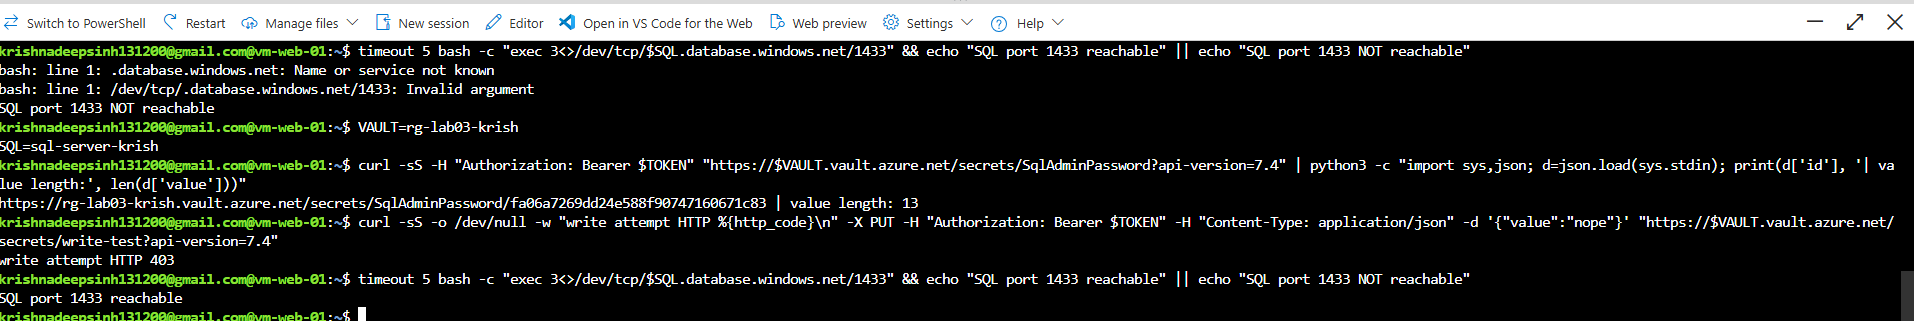 Switch to PowerShell Restart Manage files New session Editor Open in VS Code for the Web Web preview Settings Help
krishnadeepsinh131200@gmail.com@vm-web-01:~$ timeout 5 bash -c "exec 3<>/dev/tcp/$SQL.database.windows.net/1433" && echo "SQL port 1433 reachable" || echo "SQL port 1433 NOT reachable"
bash: line 1: .database.windows.net: Name or service not known
bash: line 1: /dev/tcp/.database.windows.net/1433: Invalid argument
SQL port 1433 NOT reachable
krishnadeepsinh131200@gmail.com@vm-web-01:~$ VAULT=rg-lab03-krish
SQL=sql-server-krish
krishnadeepsinh131200@gmail.com@vm-web-01:~$ curl -sS -H "Authorization: Bearer $TOKEN" "https://$VAULT.vault.azure.net/secrets/SqlAdminPassword?api-version=7.4" | python3 -c "import sys,json; d=json.load(sys.stdin); print(d['id'], '| va
lue length:', len(d['value']))"
https://rg-lab03-krish.vault.azure.net/secrets/SqlAdminPassword/fa06a7269dd24e588f90747160671c83 | value length: 13
krishnadeepsinh131200@gmail.com@vm-web-01:~$ curl -sS -o /dev/null -w "write attempt HTTP %{http_code}\n" -X PUT -H "Authorization: Bearer $TOKEN" -H "Content-Type: application/json" -d '{"value":"nope"}' "https://$VAULT.vault.azure.net/
secrets/write-test?api-version=7.4"
write attempt HTTP 403
krishnadeepsinh131200@gmail.com@vm-web-01:~$ timeout 5 bash -c "exec 3<>/dev/tcp/$SQL.database.windows.net/1433" && echo "SQL port 1433 reachable" || echo "SQL port 1433 NOT reachable"
SQL port 1433 reachable
krishnadeepsinh131200@gmail.com@vm-web-01:~$